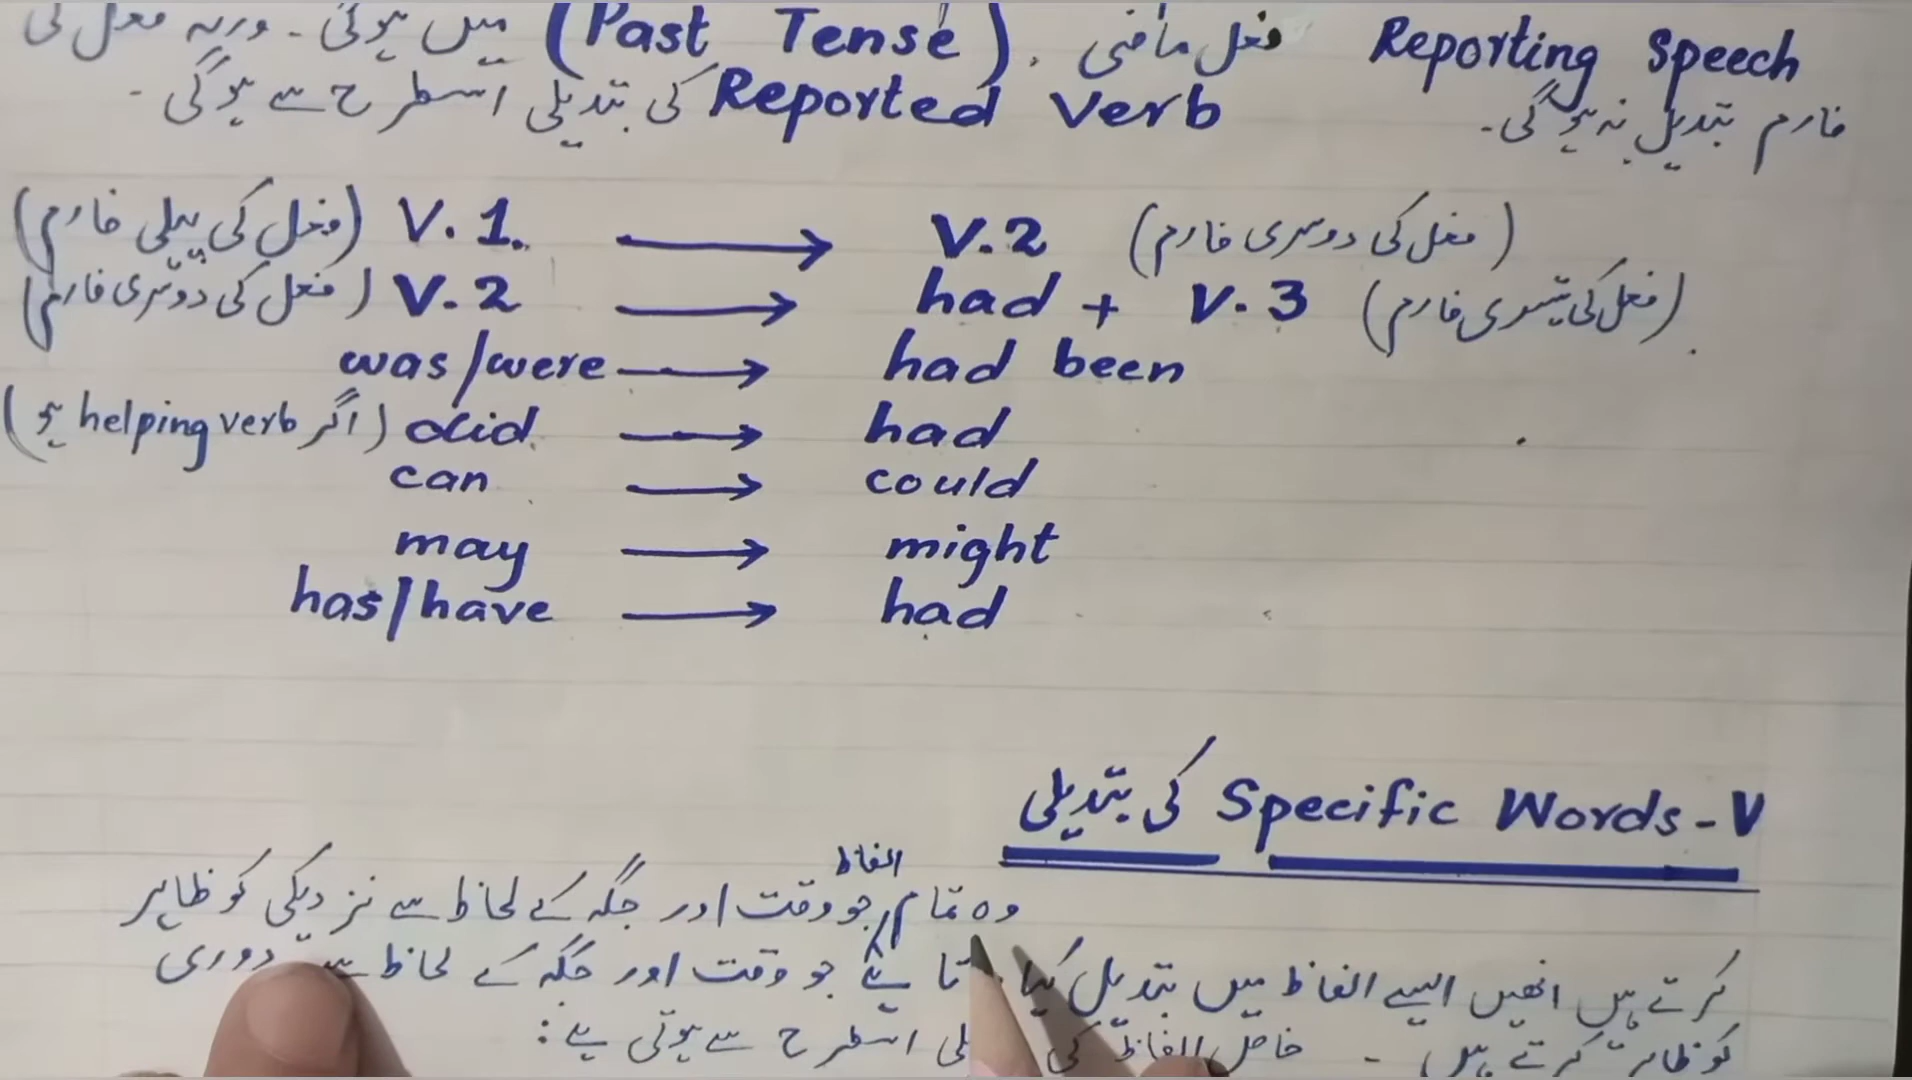 Reporting Speech فعل ماضی (Past Tense) میں ہوگی۔ ورنہ فعل کی
فارم تبدیل نہ ہوگی۔ Reported Verb کی تبدیلی اسطرح سے ہوگی۔
(فعل کی پہلی فارم) V.1. → V.2 (فعل کی دوسری فارم)
(فعل کی دوسری فارم) V.2 → had + V.3 (فعل کی تیسری فارم)
was/were → had been
(اگر helping verb ہو) did → had
can → could
may → might
has/have → had
V-Specific Words کی تبدیلی
وہ تمام الفاظ جو وقت اور جگہ کے لحاظ سے نزدیکی کو ظاہر
کرتے ہیں انھیں ایسے الفاظ میں تبدیل کیا تا ہے جو وقت اور جگہ کے لحاظ سے دوری
کو ظاہر کرتے ہیں ۔ خاص الفاظ کی لی اسطرح سے ہوتی ہے: